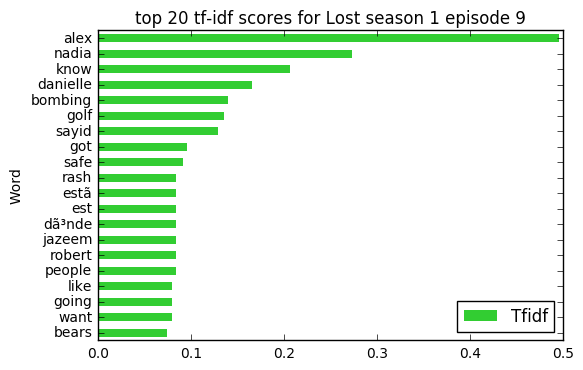 top 20 tf-idf scores for Lost season 1 episode 9
Word
alex
nadia
know
danielle
bombing
golf
sayid
got
safe
rash
estã
est
dã³nde
jazeem
robert
people
like
going
want
bears
Tfidf
0.0 0.1 0.2 0.3 0.4 0.5